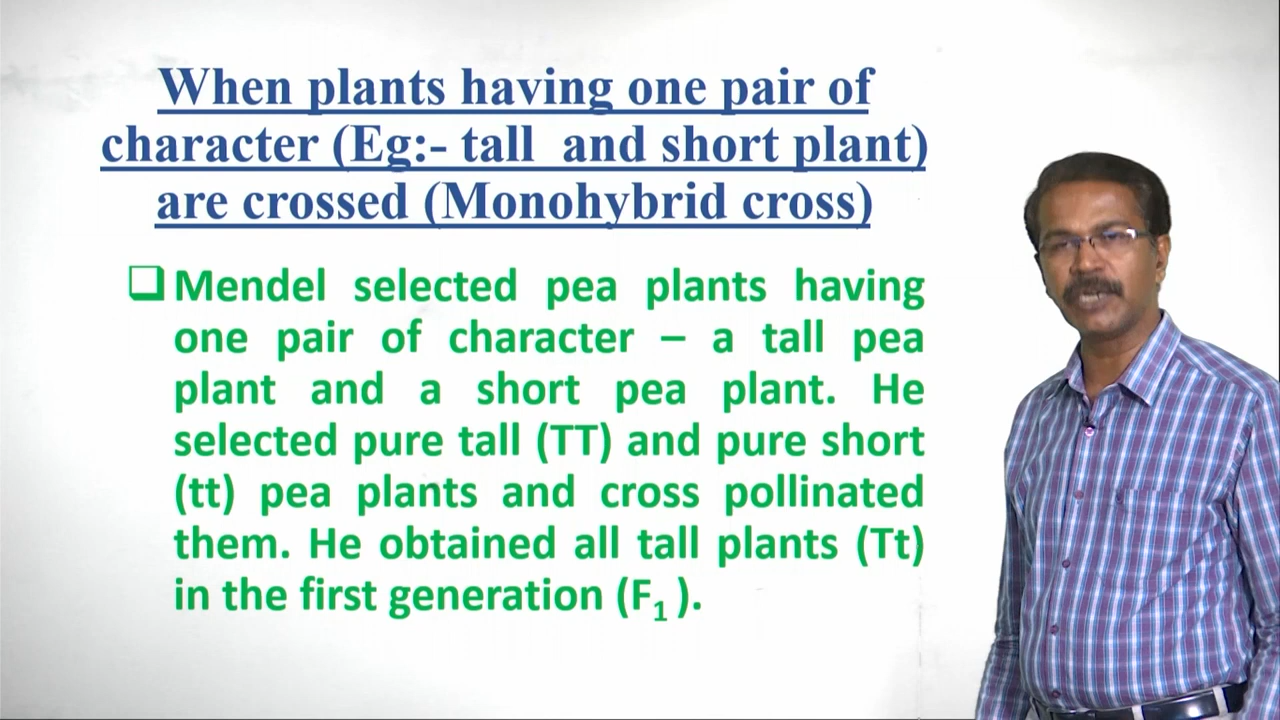 When plants having one pair of
character (Eg:- tall and short plant)
are crossed (Monohybrid cross)
❑ Mendel selected pea plants having
one pair of character – a tall pea
plant and a short pea plant. He
selected pure tall (TT) and pure short
(tt) pea plants and cross pollinated
them. He obtained all tall plants (Tt)
in the first generation (F₁ ).